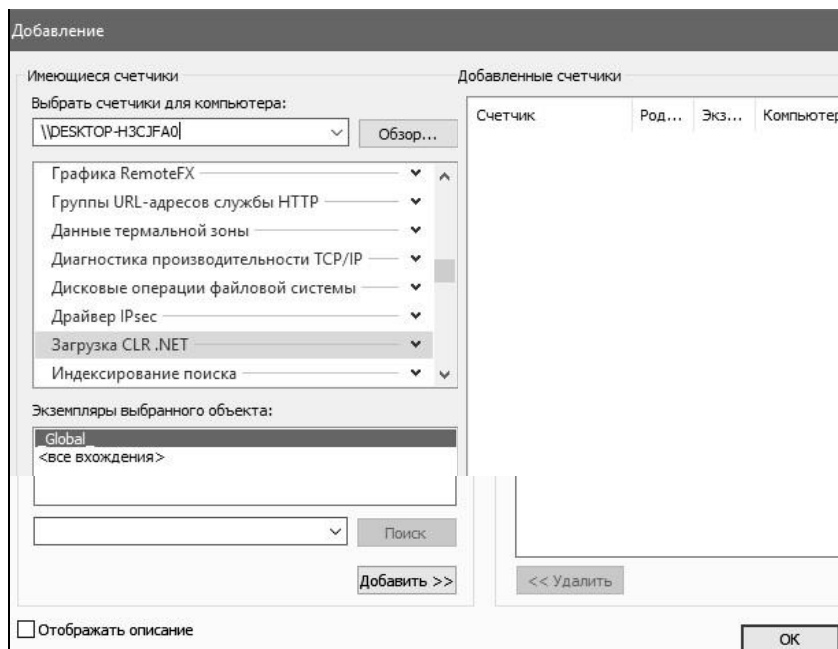 Добавление
Имеющиеся счетчики
Добавленные счетчики
Выбрать счетчики для компьютера:
\\DESKTOP-H3CJFA0
Обзор...
Счетчик Род... Экз... Компьютер
Графика RemoteFX
Группы URL-адресов службы HTTP
Данные термальной зоны
Диагностика производительности TCP/IP
Дисковые операции файловой системы
Драйвер IPsec
Загрузка CLR .NET
Индексирование поиска
Экземпляры выбранного объекта:
_Global_
<все вхождения>
Поиск
Добавить >>
<< Удалить
Отображать описание
ОК